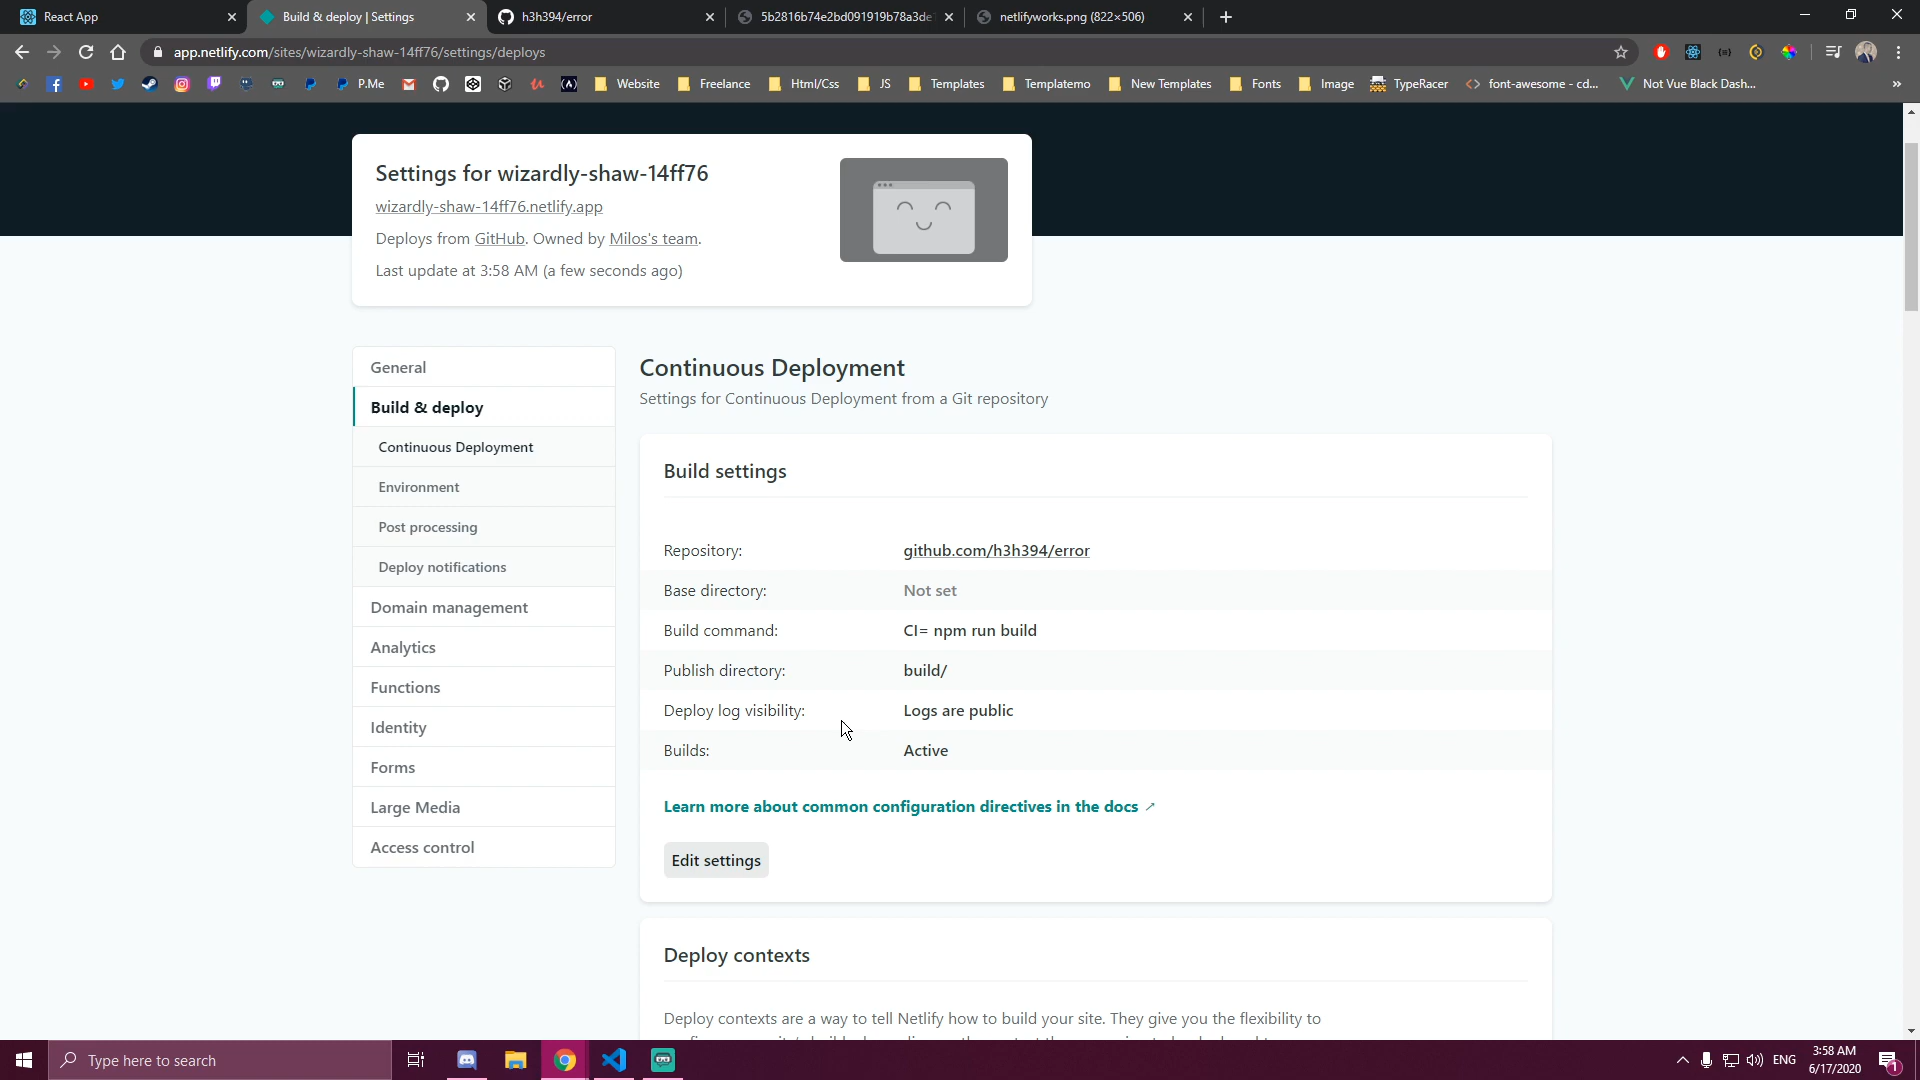 React App
Build & deploy | Settings
h3h394/error
5b2816b74e2bd091919b78a3de
netlifyworks.png (822×506)
app.netlify.com/sites/wizardly-shaw-14ff76/settings/deploys
P.Me
Website
Freelance
Html/Css
JS
Templates
Templatemo
New Templates
Fonts
Image
TypeRacer
font-awesome - cd...
Not Vue Black Dash...
Settings for wizardly-shaw-14ff76
wizardly-shaw-14ff76.netlify.app
Deploys from GitHub. Owned by Milos's team.
Last update at 3:58 AM (a few seconds ago)
General
Build & deploy
Continuous Deployment
Environment
Post processing
Deploy notifications
Domain management
Analytics
Functions
Identity
Forms
Large Media
Access control
Continuous Deployment
Settings for Continuous Deployment from a Git repository
Build settings
Repository: github.com/h3h394/error
Base directory: Not set
Build command: CI= npm run build
Publish directory: build/
Deploy log visibility: Logs are public
Builds: Active
Learn more about common configuration directives in the docs ↗
Edit settings
Deploy contexts
Deploy contexts are a way to tell Netlify how to build your site. They give you the flexibility to
Type here to search
ENG
3:58 AM
6/17/2020
1